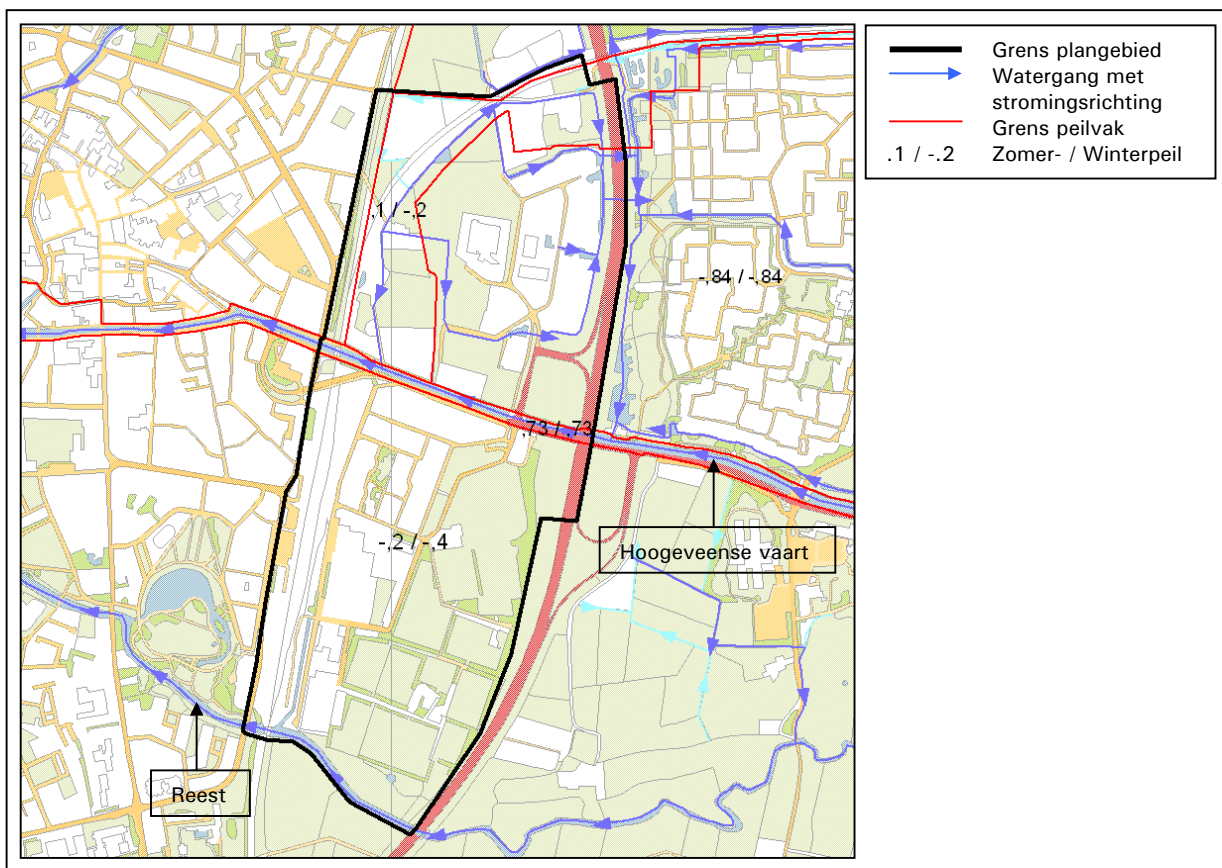 Grens plangebied
Watergang met
stromingsrichting
Grens peilvak
.1 / -.2 Zomer- / Winterpeil
,1 / -,2
-,84 / -,84
,73 / ,73
-,2 / -,4
Hoogeveense vaart
Reest